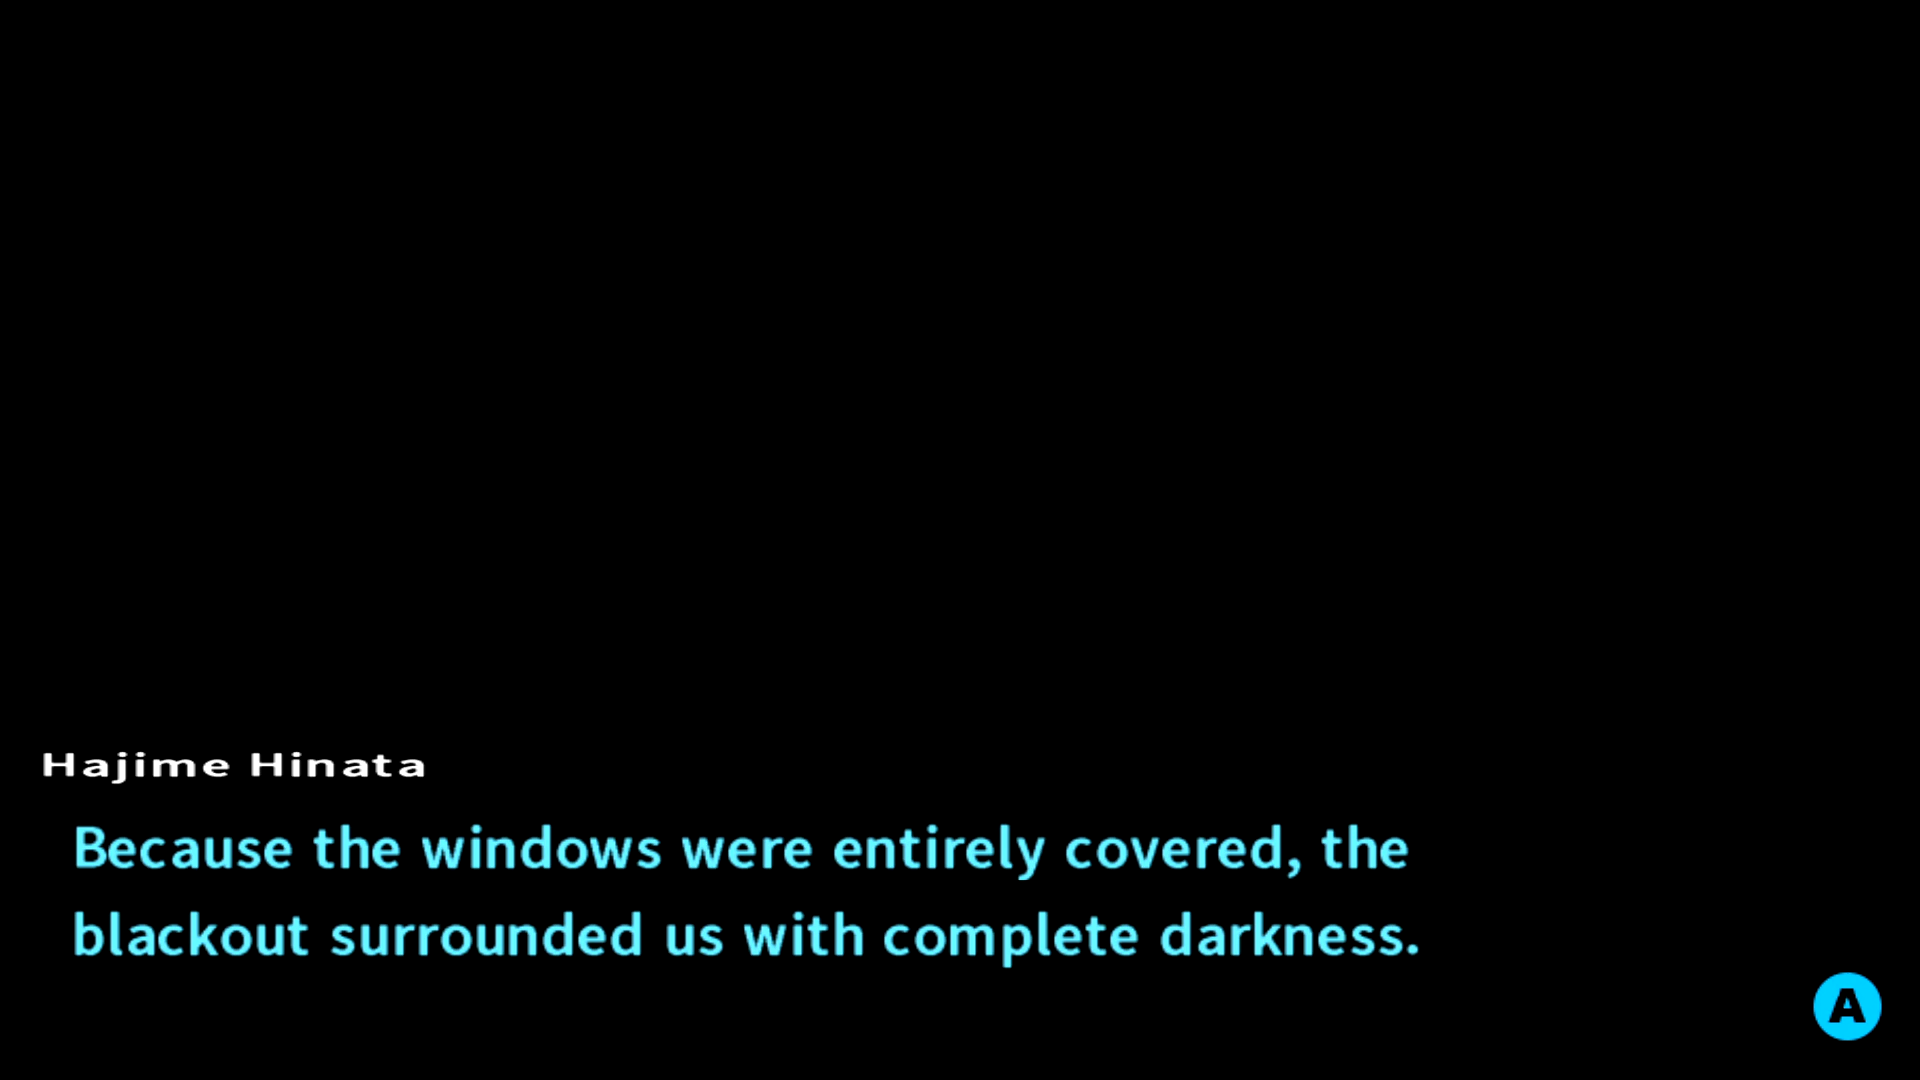 Hajime Hinata
Because the windows were entirely covered, the
blackout surrounded us with complete darkness.
A